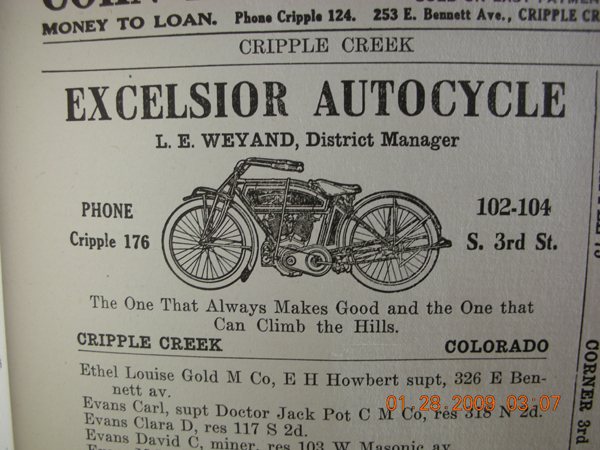 MONEY TO LOAN. Phone Cripple 124. 253 E. Bennett Ave., CRIPPLE CR
CRIPPLE CREEK
EXCELSIOR AUTOCYCLE
L. E. WEYAND, District Manager
PHONE
Cripple 176
102-104
S. 3rd St.
The One That Always Makes Good and the One that
Can Climb the Hills.
CRIPPLE CREEK COLORADO
Ethel Louise Gold M Co, E H Howbert supt, 326 E Ben-
nett av.
Evans Carl, supt Doctor Jack Pot C M Co, res 318 N 2d.
Evans Clara D, res 117 S 2d.
Evans David C, miner, res 103 W Masonic av
01.28.2009 03:07
CORNER 3rd